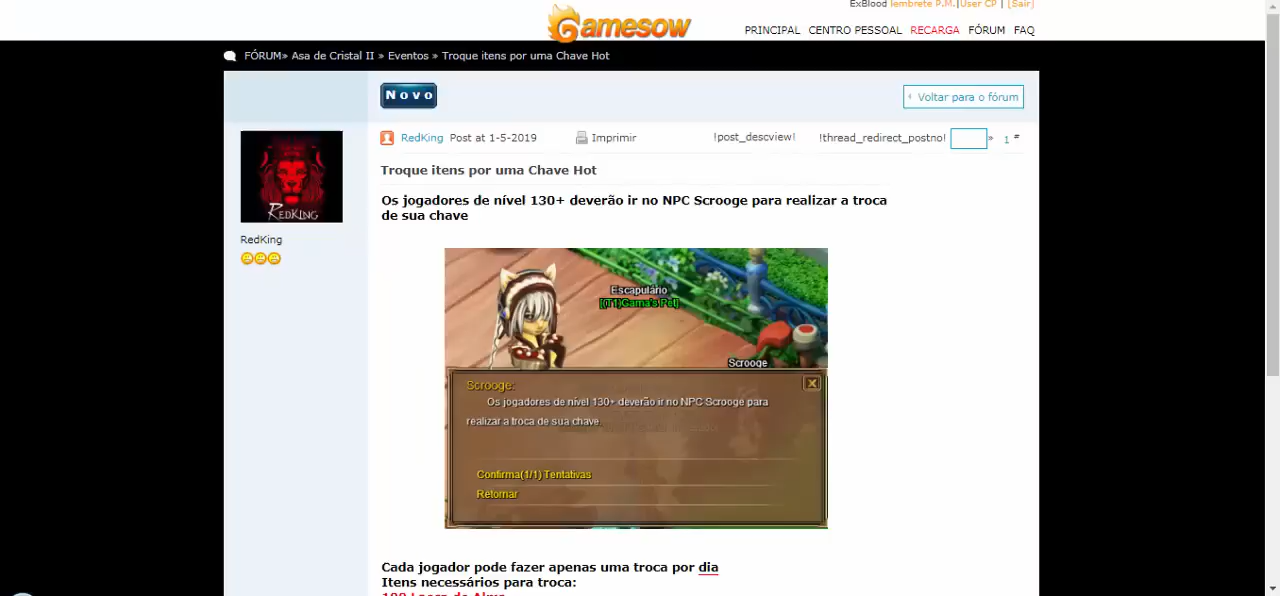 ExBlood lembrete P.M.|User CP | [Sair]
Gamesow
PRINCIPAL CENTRO PESSOAL RECARGA FÓRUM FAQ
FÓRUM» Asa de Cristal II » Eventos » Troque itens por uma Chave Hot
Novo
Voltar para o fórum
RedKing Post at 1-5-2019 Imprimir !post_descview! !thread_redirect_postno! » 1 #
REDKING
RedKing
Troque itens por uma Chave Hot
Os jogadores de nível 130+ deverão ir no NPC Scrooge para realizar a troca
de sua chave
Escapulário
[(T1)Gama's Pet]
Scrooge
Scrooge:
Os jogadores de nível 130+ deverão ir no NPC Scrooge para
realizar a troca de sua chave.
Confirma(1/1) Tentativas
Retornar
Cada jogador pode fazer apenas uma troca por dia
Itens necessários para troca: